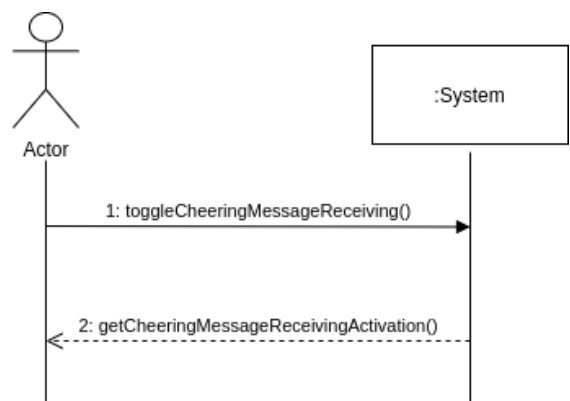 :System
Actor
1: toggleCheeringMessageReceiving()
2: getCheeringMessageReceivingActivation()